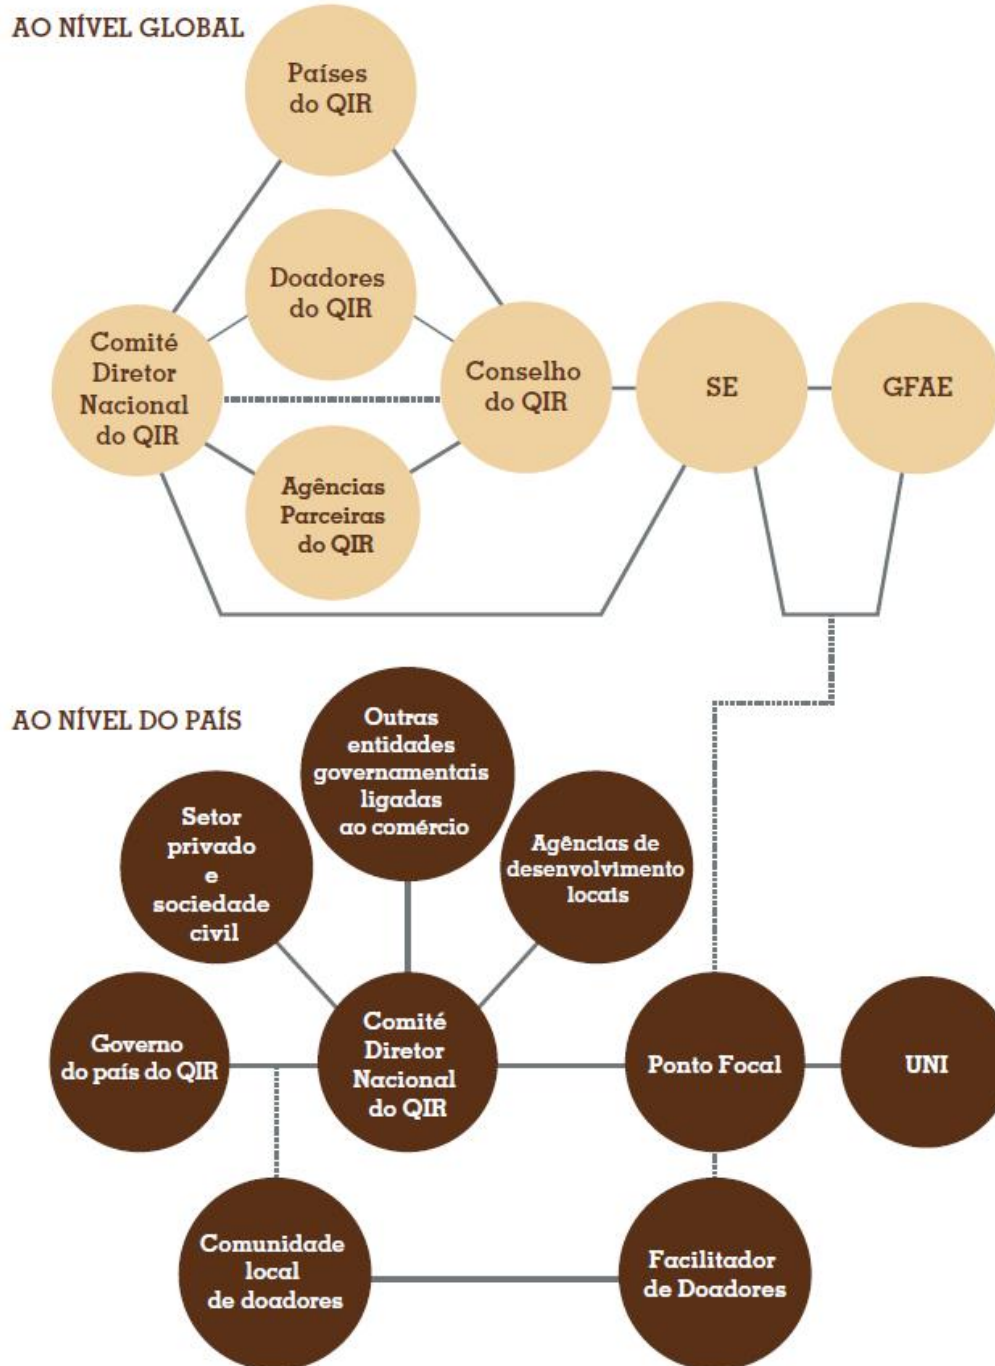 AO NÍVEL GLOBAL
Países
do QIR
Doadores
do QIR
Comité
Diretor
Nacional
do QIR
Conselho
do QIR
SE
GFAE
Agências
Parceiras
do QIR
AO NÍVEL DO PAÍS
Outras
entidades
governamentais
ligadas
ao comércio
Setor
privado
e
sociedade
civil
Agências de
desenvolvimento
locais
Governo
do país do QIR
Comité
Diretor
Nacional
do QIR
Ponto Focal
UNI
Comunidade
local
de doadores
Facilitador
de Doadores